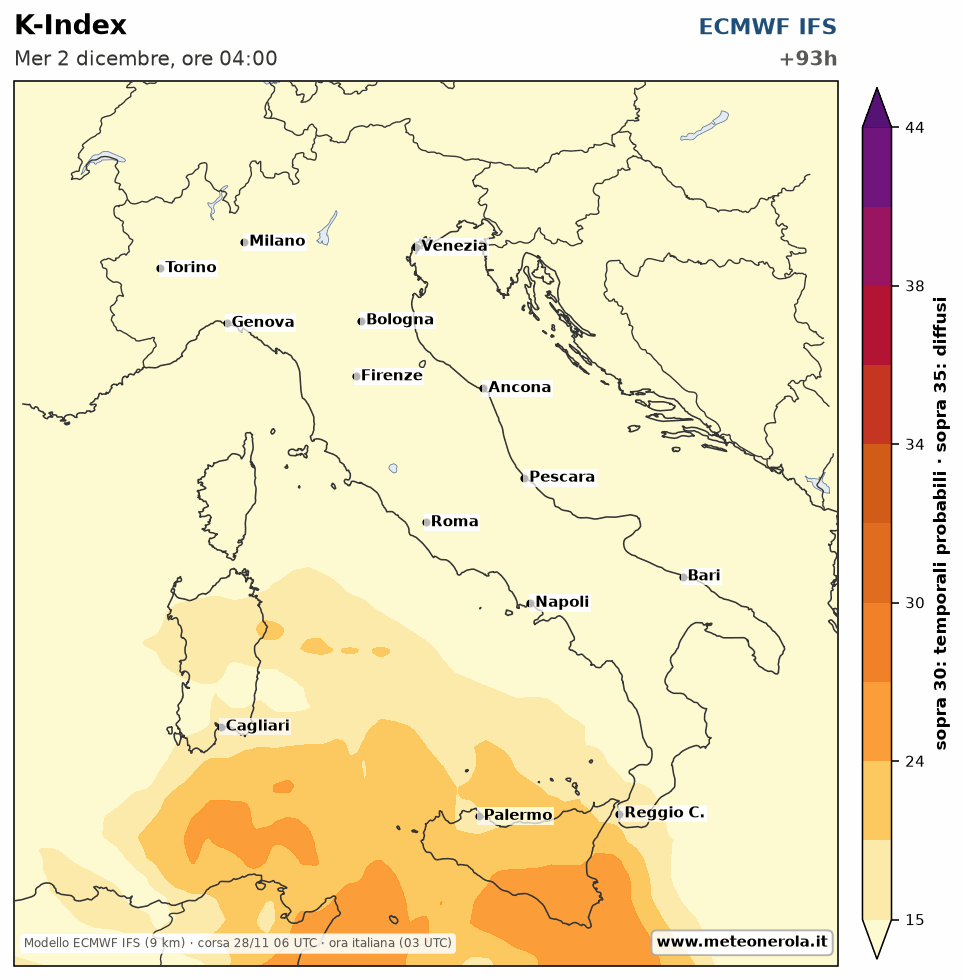 K-Index
ECMWF IFS
Mer 2 dicembre, ore 04:00
+93h
Milano
Venezia
Torino
Genova
Bologna
Firenze
Ancona
Pescara
Roma
Bari
Napoli
Cagliari
Palermo
Reggio C.
44
38
34
30
24
15
sopra 30: temporali probabili · sopra 35: diffusi
Modello ECMWF IFS (9 km) · corsa 28/11 06 UTC · ora italiana (03 UTC)
www.meteonerola.it